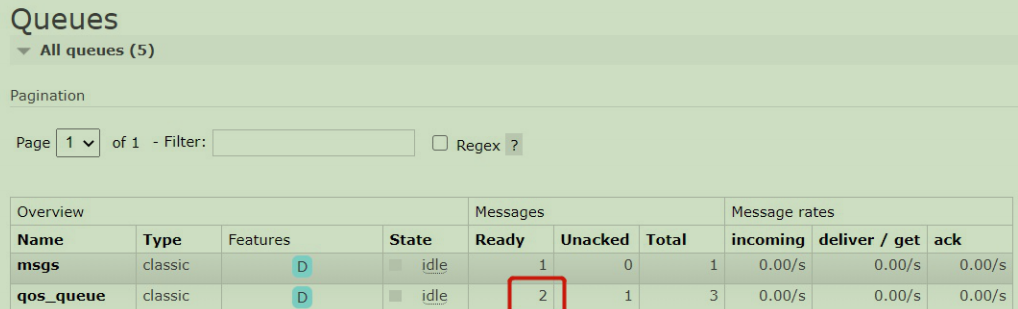 Queues
All queues (5)
Pagination
Page 1 of 1 - Filter: Regex ?
Overview Messages Message rates
Name Type Features State Ready Unacked Total incoming deliver / get ack
msgs classic D idle 1 0 1 0.00/s 0.00/s 0.00/s
qos_queue classic D idle 2 1 3 0.00/s 0.00/s 0.00/s